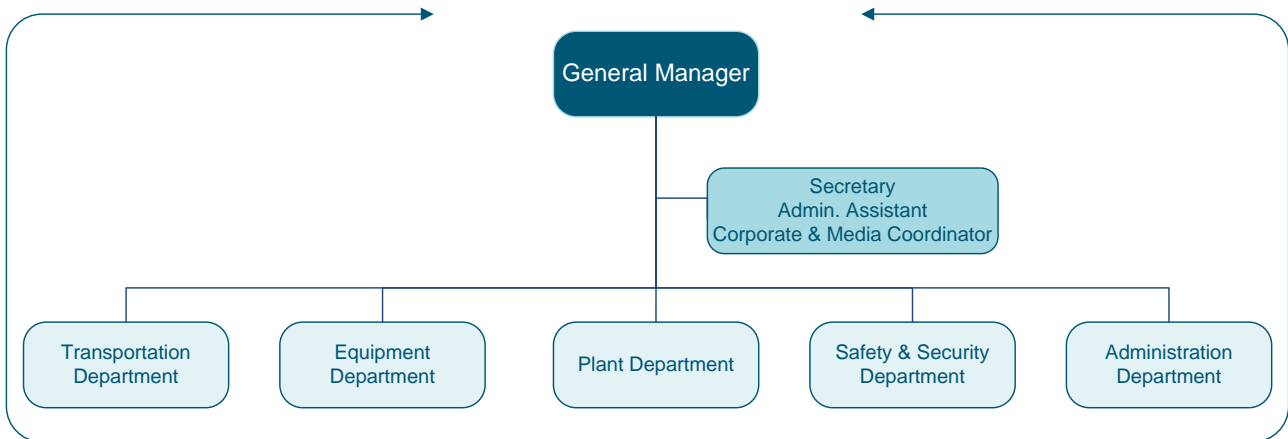 General Manager
Secretary
Admin. Assistant
Corporate & Media Coordinator
Transportation
Department
Equipment
Department
Plant Department
Safety & Security
Department
Administration
Department